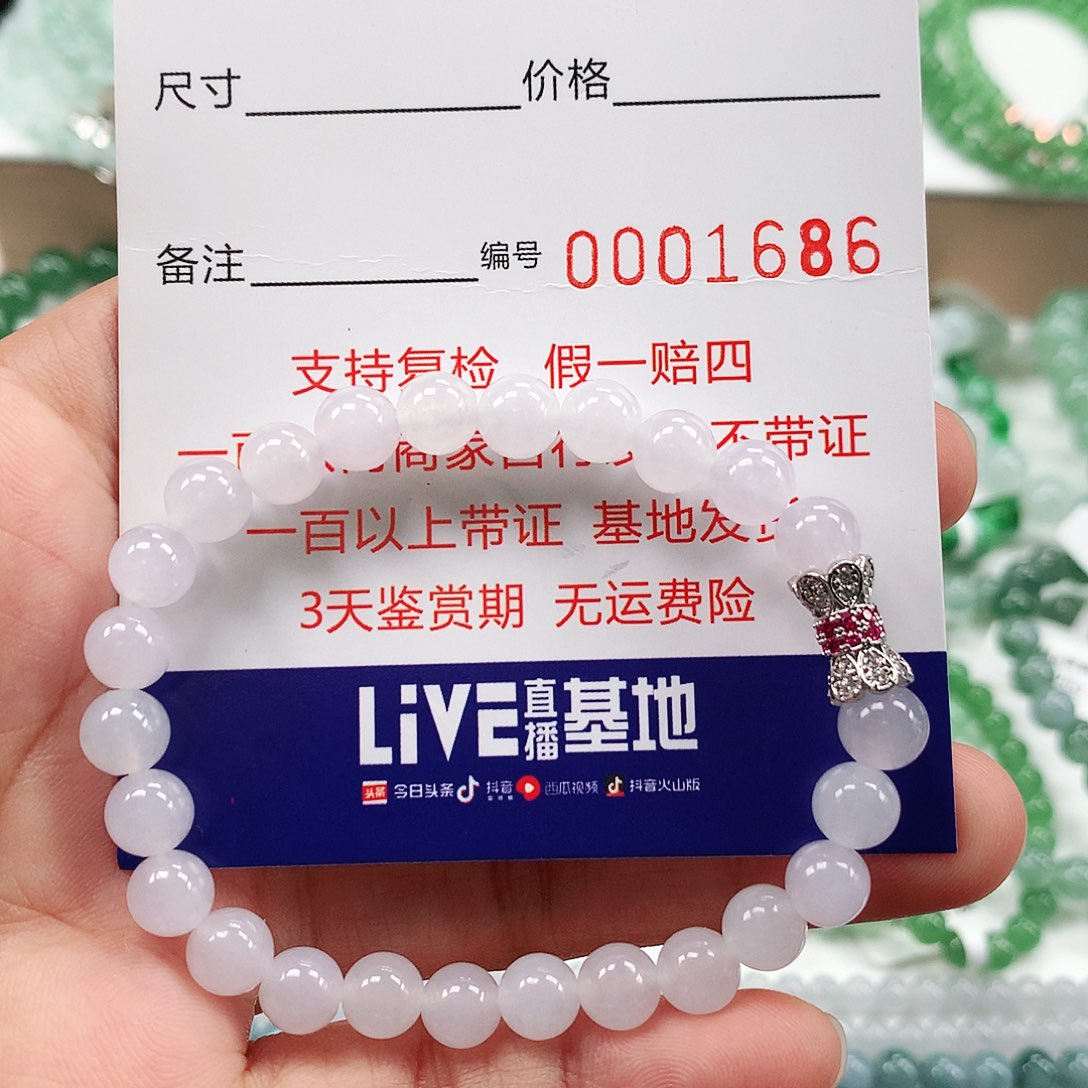 尺寸 价格
备注 编号 0001686
支持复检 假一赔四
不带证
一百以上带证 基地发货
3天鉴赏期 无运费险
LiVE直播基地
头条 今日头条 抖音 西瓜视频 抖音火山版